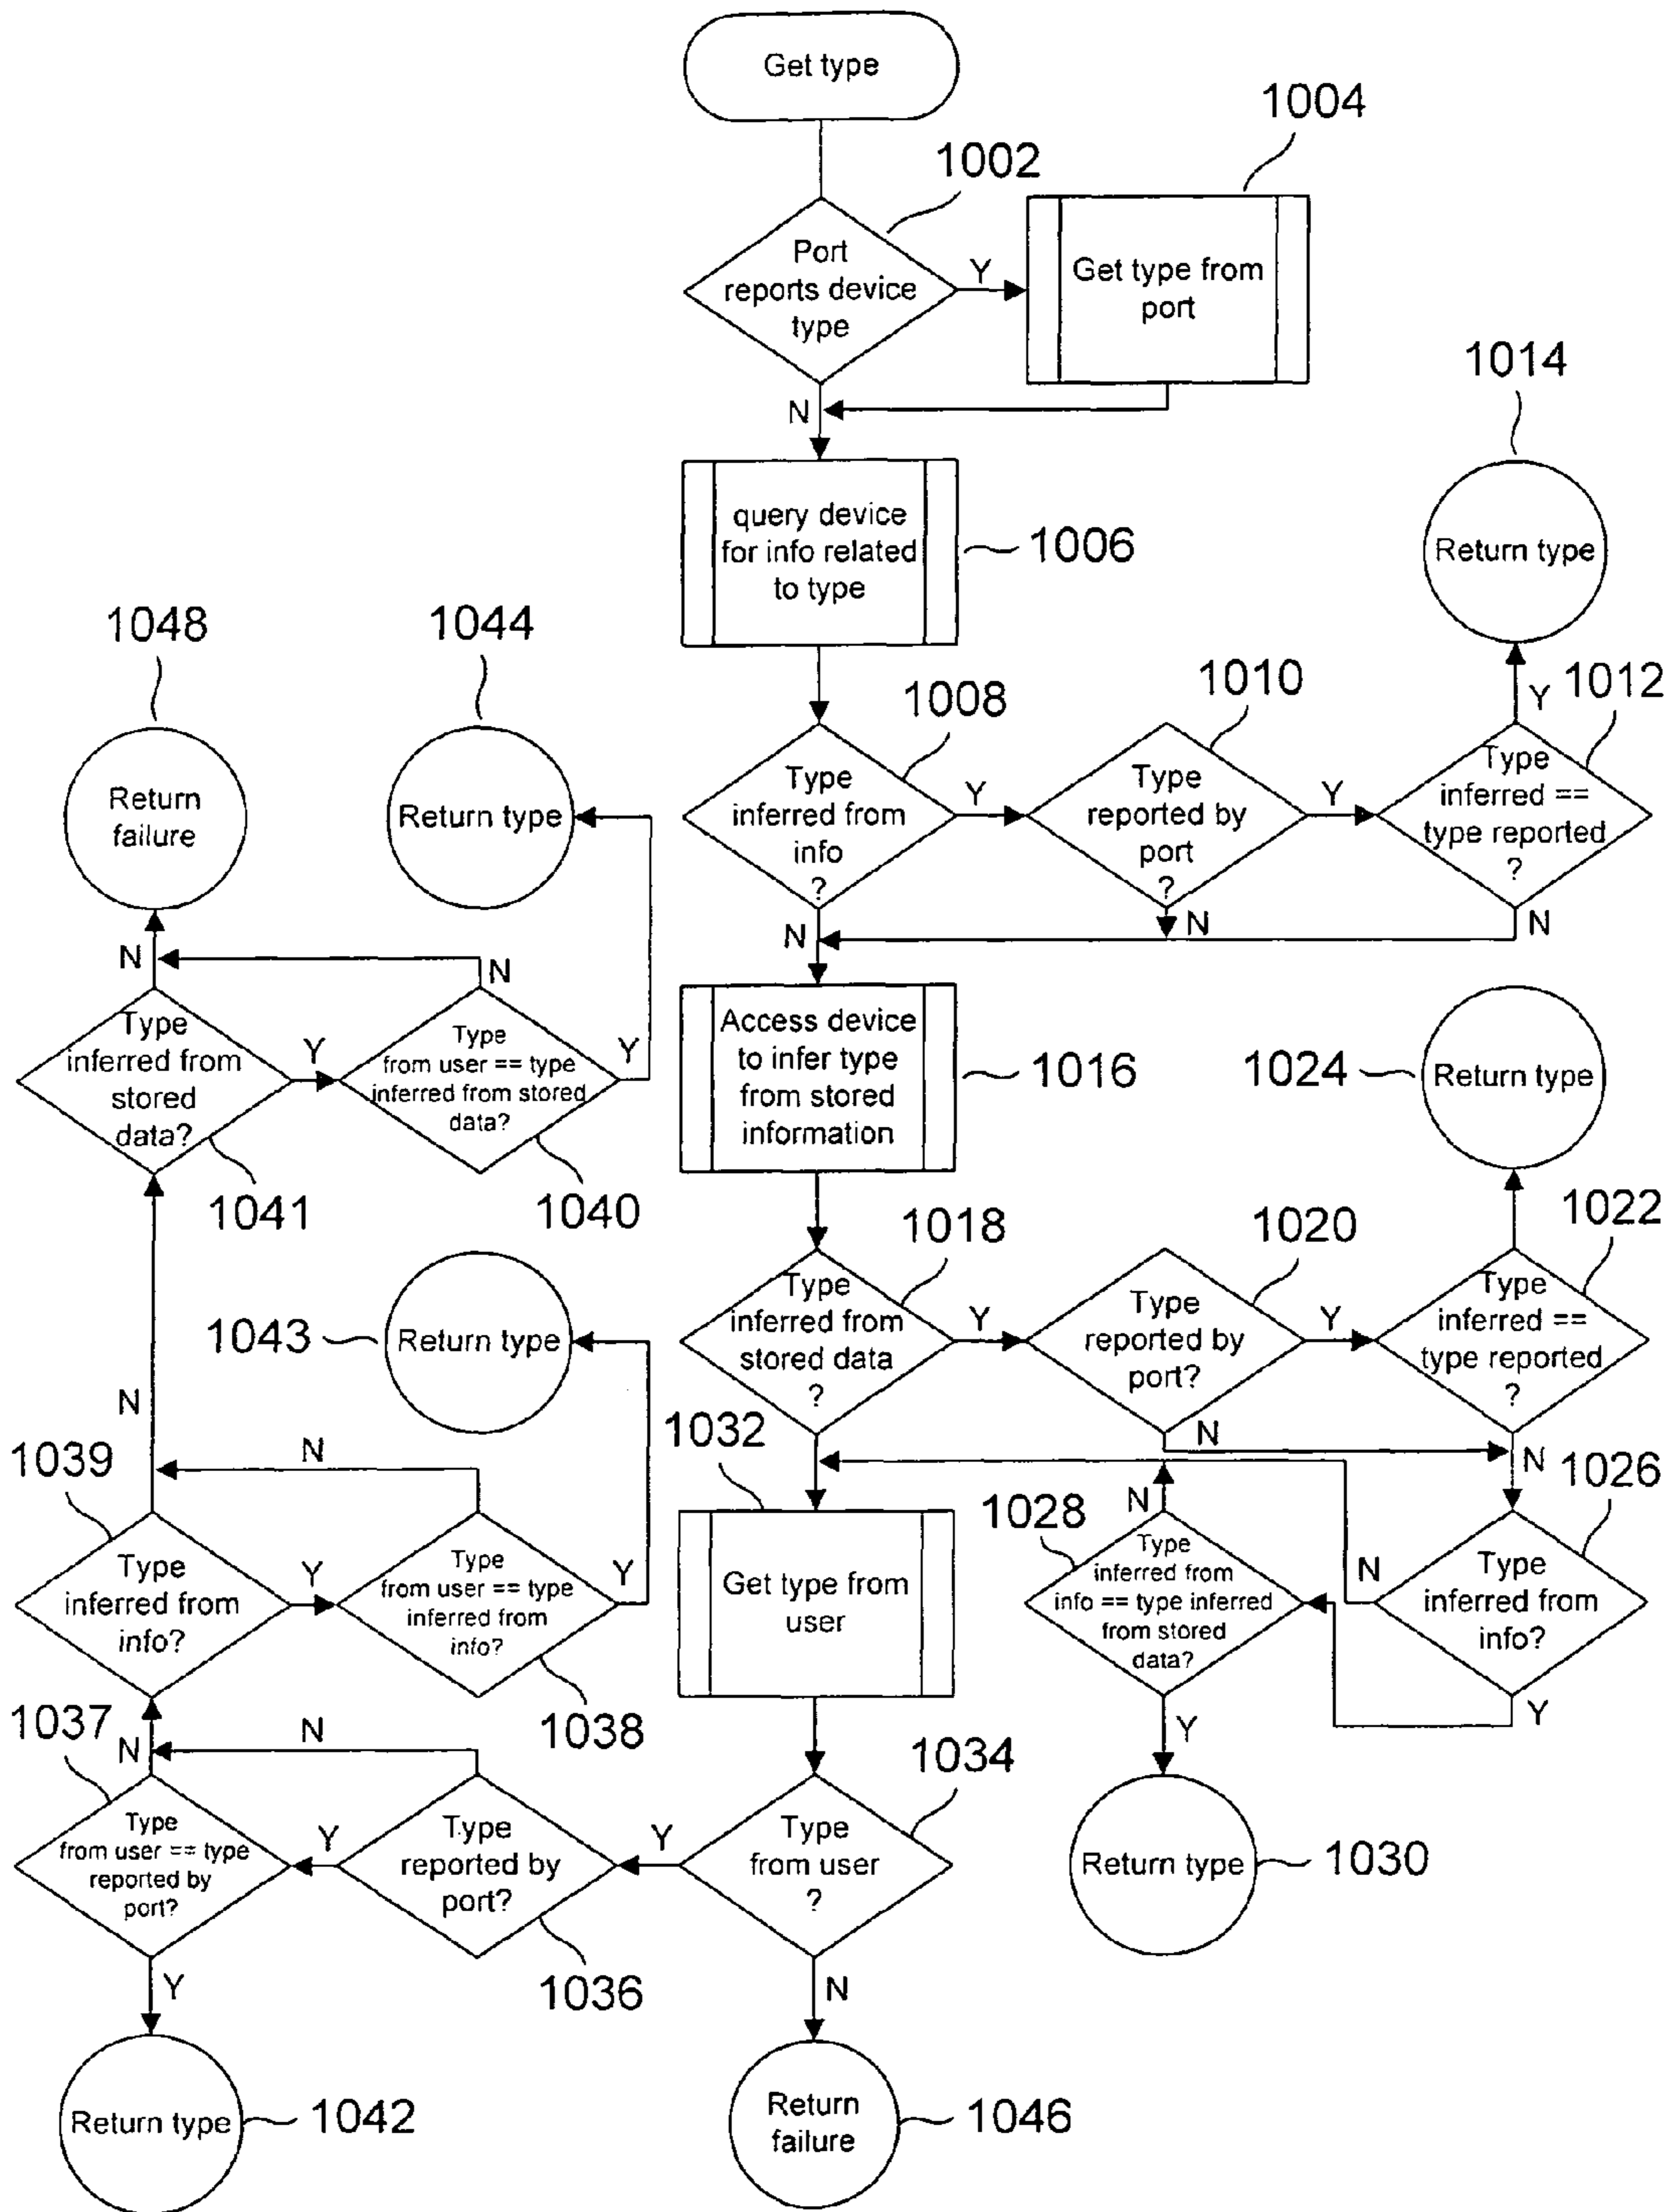 Get type
1004
1002
Port
reports device
type
Y
Get type from
port
N
1014
query device
for info related
to type
1006
Return type
1048
1044
1010
1012
1008
Y
Return
failure
Return type
Type
inferred from
info
?
Y
Type
reported by
port
?
Y
Type
inferred ==
type reported
?
N
N
N
N
N
Type
inferred from
stored
data?
Y
Type
from user == type
inferred from stored
data?
Y
Access device
to infer type
from stored
information
1016
1024
Return type
1041
1040
1018
1020
1022
1043
Return type
Type
inferred from
stored data
?
Y
Type
reported by
port?
Y
Type
inferred ==
type reported
?
N
1032
N
N
1039
N
1028
N
1026
Type
inferred from
info?
Y
Type
from user == type
inferred from
info?
Y
Get type from
user
Type
inferred from
info == type inferred
from stored
data?
N
Type
inferred from
info?
1037
N
N
1038
Y
Y
1034
Type
from user == type
reported by
port?
Y
Type
reported by
port?
Y
Type
from user
?
Return type
1030
Y
1036
N
Return type
1042
Return
failure
1046